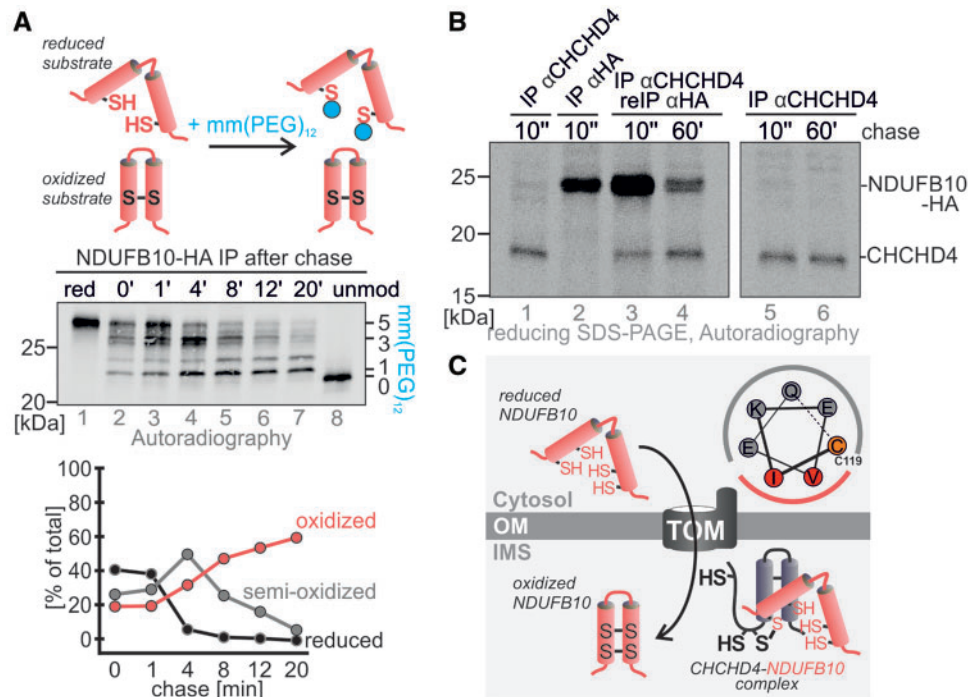 A
reduced
substrate
SH
HS
+ mm(PEG)12
S
S
oxidized
substrate
S-S
NDUFB10-HA IP after chase
red 0' 1' 4' 8' 12' 20' unmod
25
20
[kDa]
5
3
1
0
mm(PEG)12
1 2 3 4 5 6 7 8
Autoradiography
[% of total]
100
80
60
40
20
0
oxidized
semi-oxidized
reduced
0 1 4 8 12 20
chase [min]
B
IP αCHCHD4
IP αHA
IP αCHCHD4
reIP αHA
IP αCHCHD4
10" 10" 10" 60' 10" 60' chase
25
20
15
[kDa]
-NDUFB10
-HA
-CHCHD4
1 2 3 4 5 6
reducing SDS-PAGE, Autoradiography
C
reduced
NDUFB10
SH
SH
HS
HS
Q
K E
E C
C119
I V
Cytosol
OM
IMS
TOM
oxidized
NDUFB10
S S
S S
HS
HS S
S
SH
HS
HS
CHCHD4-NDUFB10
complex